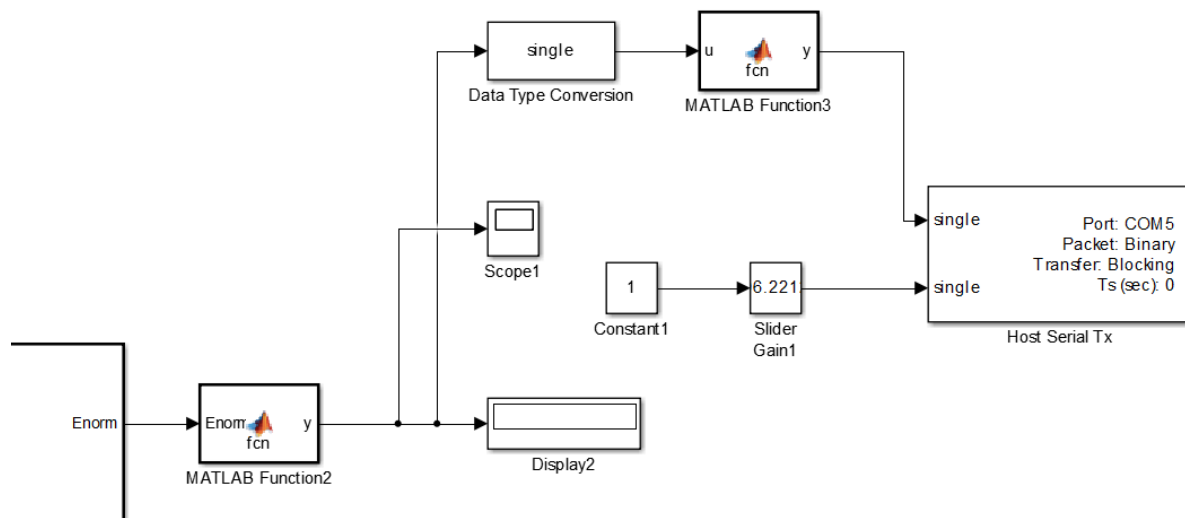 single
Data Type Conversion
u
fcn
y
MATLAB Function3
Scope1
1
Constant1
6.221
Slider
Gain1
single
single
Port: COM5
Packet: Binary
Transfer: Blocking
Ts (sec): 0
Host Serial Tx
Enorm
Enorm
fcn
y
MATLAB Function2
Display2